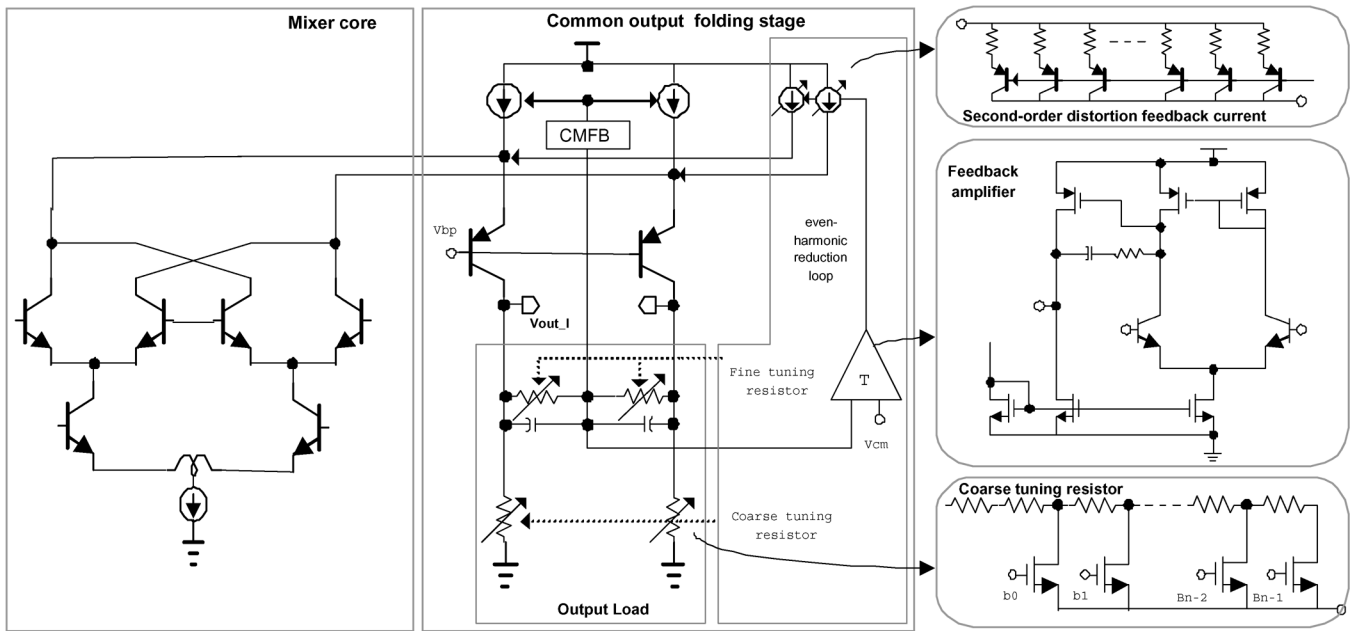 Mixer core
Common output folding stage
CMFB
Vbp
Vout_I
even-
harmonic
reduction
loop
Fine tuning
resistor
T
Vcm
Coarse tuning
resistor
Output Load
Second-order distortion feedback current
Feedback
amplifier
Coarse tuning resistor
b0
b1
Bn-2
Bn-1